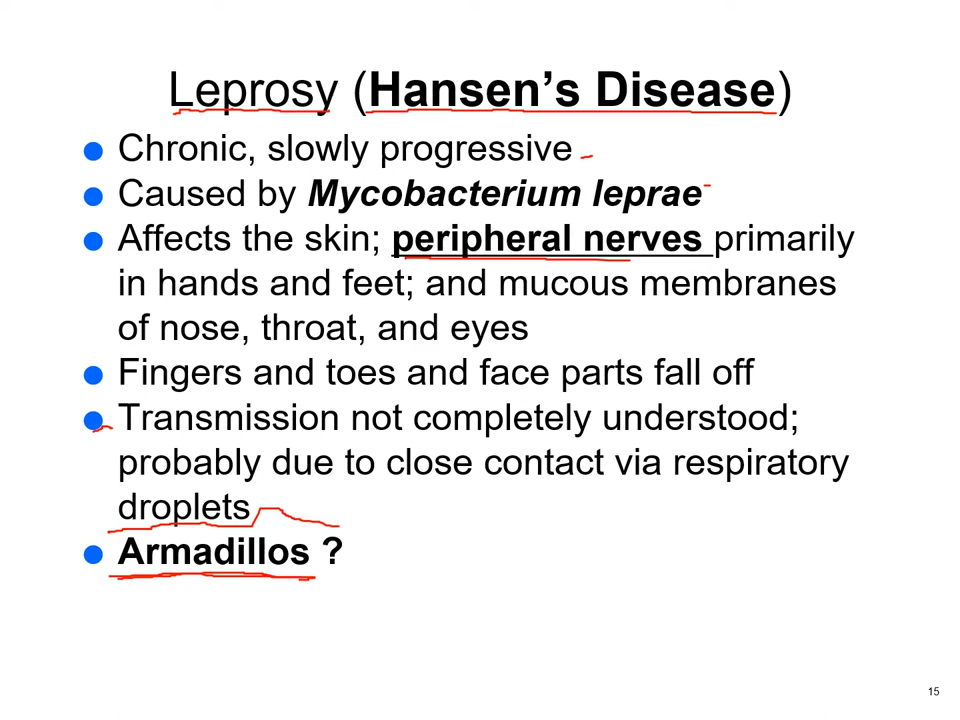 Leprosy (Hansen’s Disease)
● Chronic, slowly progressive
● Caused by Mycobacterium leprae
● Affects the skin; peripheral nerves primarily
in hands and feet; and mucous membranes
of nose, throat, and eyes
● Fingers and toes and face parts fall off
● Transmission not completely understood;
probably due to close contact via respiratory
droplets
● Armadillos ?
15